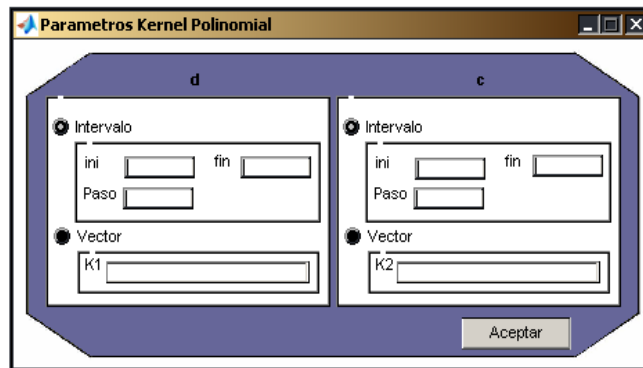 Parametros Kernel Polinomial
d
c
Intervalo
ini
fin
Paso
Vector
K1
Intervalo
ini
fin
Paso
Vector
K2
Aceptar